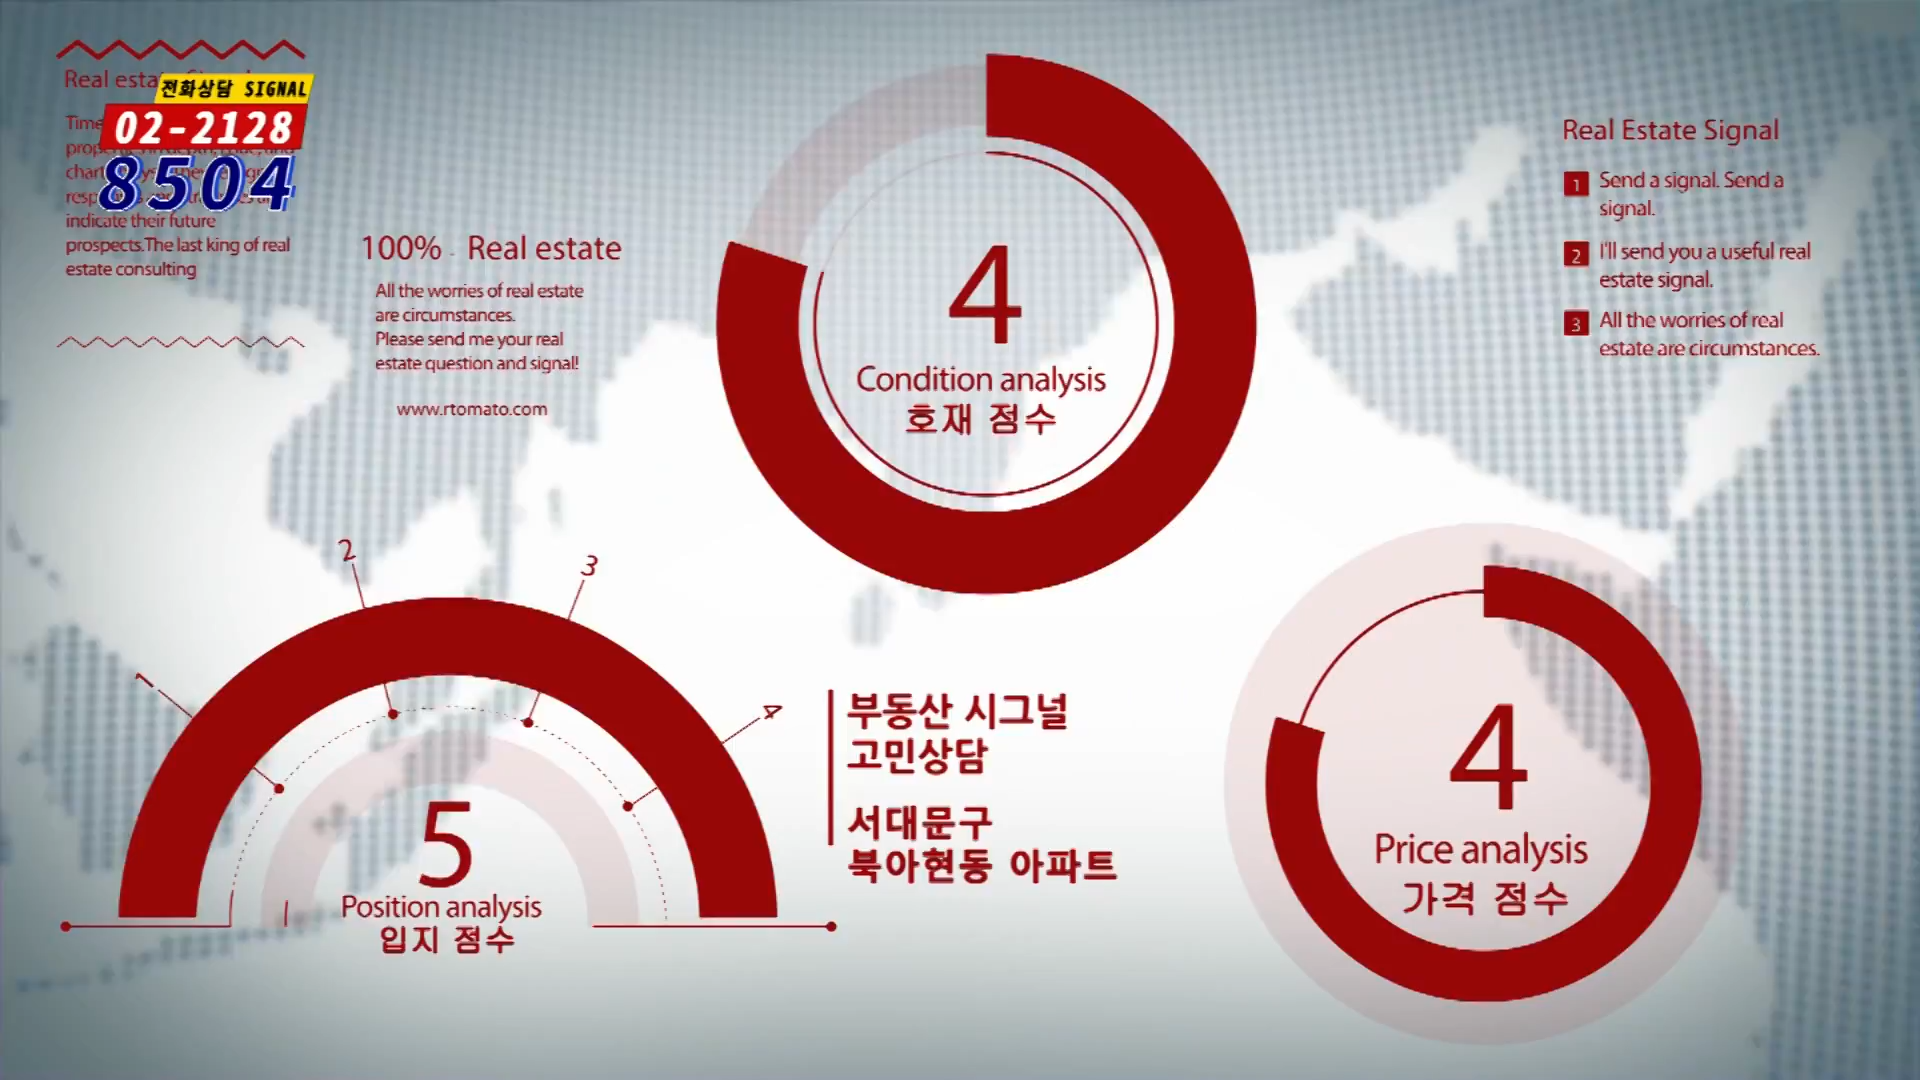 Real esta
전화상담 SIGNAL
02-2128
8504
Time
indicate their future
prospects.The last king of real
estate consulting
100% - Real estate
All the worries of real estate
are circumstances.
Please send me your real
estate question and signal!
www.rtomato.com
4
Condition analysis
호재 점수
Real Estate Signal
1 Send a signal. Send a
signal.
2 I'll send you a useful real
estate signal.
3 All the worries of real
estate are circumstances.
1
2
3
4
5
Position analysis
입지 점수
부동산 시그널
고민상담
서대문구
북아현동 아파트
4
Price analysis
가격 점수